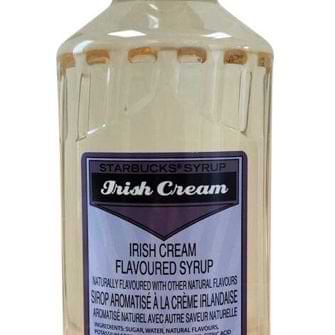 STARBUCKS® SYRUP
Irish Cream
IRISH CREAM
FLAVOURED SYRUP
NATURALLY FLAVOURED WITH OTHER NATURAL FLAVOURS
SIROP AROMATISÉ À LA CRÈME IRLANDAISE
AROMATISÉ NATUREL AVEC AUTRE SAVEUR NATURELLE
INGREDIENTS: SUGAR, WATER, NATURAL FLAVOURS,